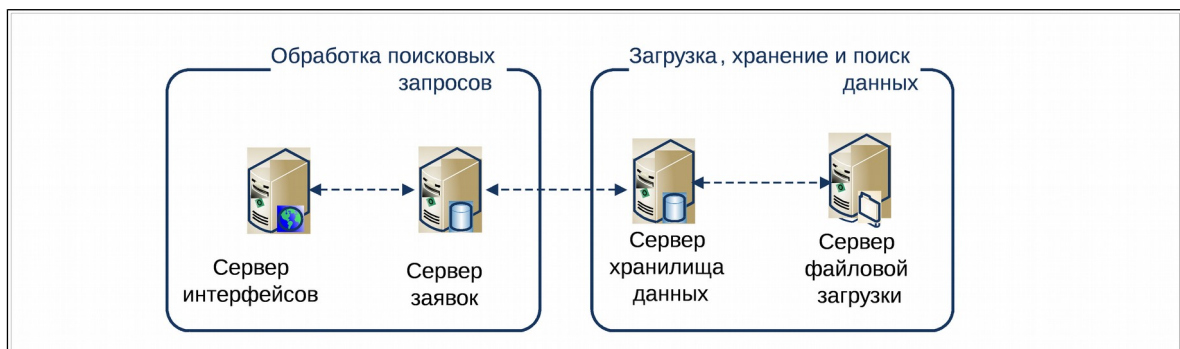 Обработка поисковых
запросов
Загрузка, хранение и поиск
данных
Сервер
интерфейсов
Сервер
заявок
Сервер
хранилища
данных
Сервер
файловой
загрузки